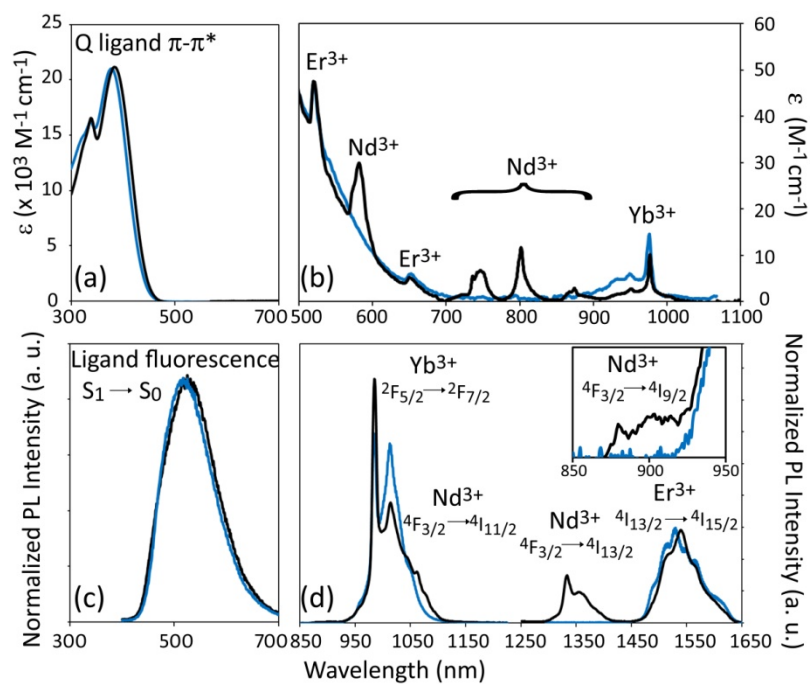 25
20
15
10
5
0
ε (x 10³ M⁻¹ cm⁻¹)
Q ligand π-π*
(a)
300 500 700
Er³⁺
Nd³⁺
Nd³⁺
Er³⁺
Yb³⁺
(b)
60
50
40
30
20
10
0
ε (M⁻¹cm⁻¹)
500 600 700 800 900 1000 1100
Normalized PL Intensity (a. u.)
Ligand fluorescence
S₁ → S₀
(c)
300 500 700
Yb³⁺
²F5/2→²F7/2
Nd³⁺
⁴F3/2→⁴I11/2
Nd³⁺
⁴F3/2→⁴I13/2
Er³⁺
⁴I13/2→⁴I15/2
Nd³⁺
⁴F3/2→⁴I9/2
850 900 950
(d)
850 950 1050 1150 1250 1350 1450 1550 1650
Normalized PL Intensity (a. u.)
Wavelength (nm)